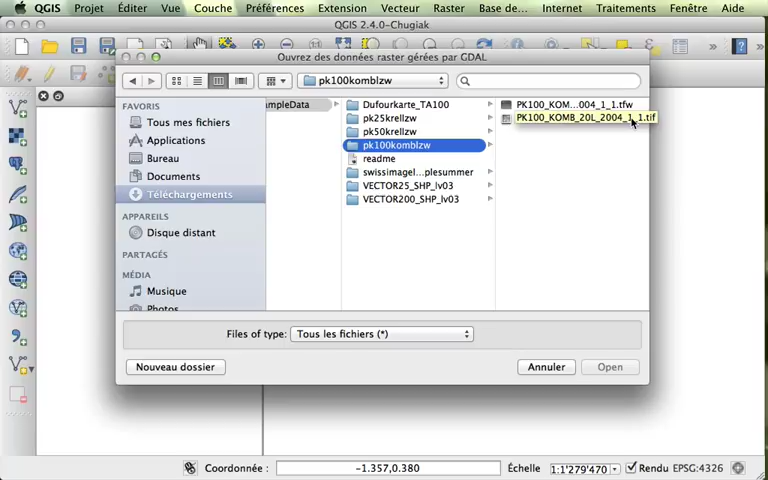 QGIS Projet Éditer Vue Couche Préférences Extension Vecteur Raster Base de... Internet Traitements Fenêtre Aide
QGIS 2.4.0-Chugiak
Ouvrez des données raster gérées par GDAL
pk100komblzw
FAVORIS
Tous mes fichiers
Applications
Bureau
Documents
Téléchargements
APPAREILS
Disque distant
PARTAGÉS
MÉDIA
Musique
Photos
ampleData
Dufourkarte_TA100
pk25krellzw
pk50krellzw
pk100komblzw
readme
swissimagel...plesummer
VECTOR25_SHP_lv03
VECTOR200_SHP_lv03
PK100_KOM...004_1_1.tfw
PK100_KOMB_20L_2004_1_1.tif
Files of type: Tous les fichiers (*)
Nouveau dossier Annuler Open
Coordonnée : -1.357,0.380 Échelle 1:1'279'470 Rendu EPSG:4326